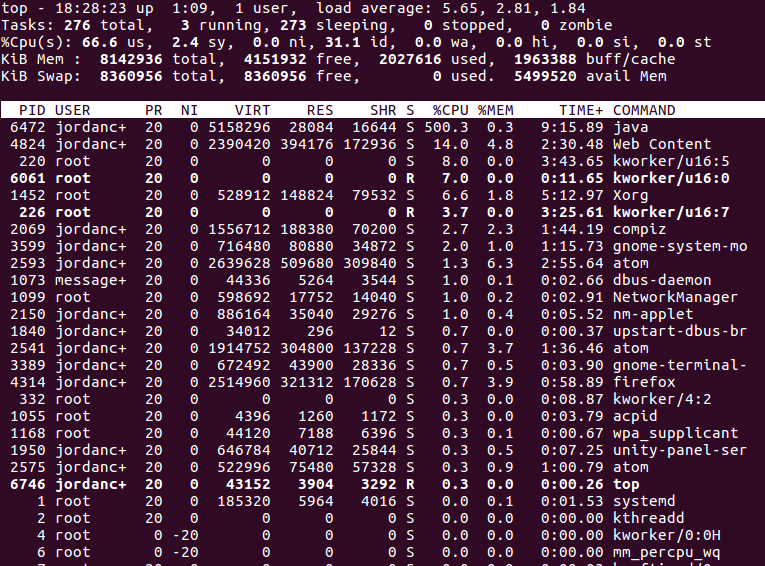 top - 18:28:23 up  1:09,  1 user,  load average: 5.65, 2.81, 1.84
Tasks: 276 total,   3 running, 273 sleeping,   0 stopped,   0 zombie
%Cpu(s): 66.6 us,  2.4 sy,  0.0 ni, 31.1 id,  0.0 wa,  0.0 hi,  0.0 si,  0.0 st
KiB Mem :  8142936 total,  4151932 free,  2027616 used,  1963388 buff/cache
KiB Swap:  8360956 total,  8360956 free,        0 used.  5499520 avail Mem
PID USER      PR  NI    VIRT    RES    SHR S  %CPU %MEM     TIME+ COMMAND
6472 jordanc+  20   0 5158296  28084  16644 S 500.3  0.3   9:15.89 java
4824 jordanc+  20   0 2390420 394176 172936 S  14.0  4.8   2:30.48 Web Content
220 root      20   0       0      0      0 S   8.0  0.0   3:43.65 kworker/u16:5
6061 root      20   0       0      0      0 R   7.0  0.0   0:11.65 kworker/u16:0
1452 root      20   0  528912 148824  79532 S   6.6  1.8   5:12.97 Xorg
226 root      20   0       0      0      0 R   3.7  0.0   3:25.61 kworker/u16:7
2069 jordanc+  20   0 1556712 188380  70200 S   2.7  2.3   1:44.19 compiz
3599 jordanc+  20   0  716480  80880  34872 S   2.0  1.0   1:15.73 gnome-system-mo
2593 jordanc+  20   0 2639628 509680 309840 S   1.3  6.3   2:55.64 atom
1073 message+  20   0   44336   5264   3544 S   1.0  0.1   0:02.66 dbus-daemon
1099 root      20   0  598692  17752  14040 S   1.0  0.2   0:02.91 NetworkManager
2150 jordanc+  20   0  886164  35040  29276 S   1.0  0.4   0:05.52 nm-applet
1840 jordanc+  20   0   34012    296     12 S   0.7  0.0   0:00.37 upstart-dbus-br
2541 jordanc+  20   0 1914752 304800 137228 S   0.7  3.7   1:36.46 atom
3389 jordanc+  20   0  672492  43900  28336 S   0.7  0.5   0:03.90 gnome-terminal-
4314 jordanc+  20   0 2514960 321312 170628 S   0.7  3.9   0:58.89 firefox
332 root      20   0       0      0      0 S   0.3  0.0   0:08.87 kworker/4:2
1055 root      20   0    4396   1260   1172 S   0.3  0.0   0:03.79 acpid
1168 root      20   0   44120   7188   6396 S   0.3  0.1   0:00.67 wpa_supplicant
1950 jordanc+  20   0  646784  40712  25844 S   0.3  0.5   0:07.25 unity-panel-ser
2575 jordanc+  20   0  522996  75480  57328 S   0.3  0.9   1:00.79 atom
6746 jordanc+  20   0   43152   3904   3292 R   0.3  0.0   0:00.26 top
1 root      20   0  185320   5964   4016 S   0.0  0.1   0:01.53 systemd
2 root      20   0       0      0      0 S   0.0  0.0   0:00.00 kthreadd
4 root       0 -20       0      0      0 S   0.0  0.0   0:00.00 kworker/0:0H
6 root       0 -20       0      0      0 S   0.0  0.0   0:00.00 mm_percpu_wq